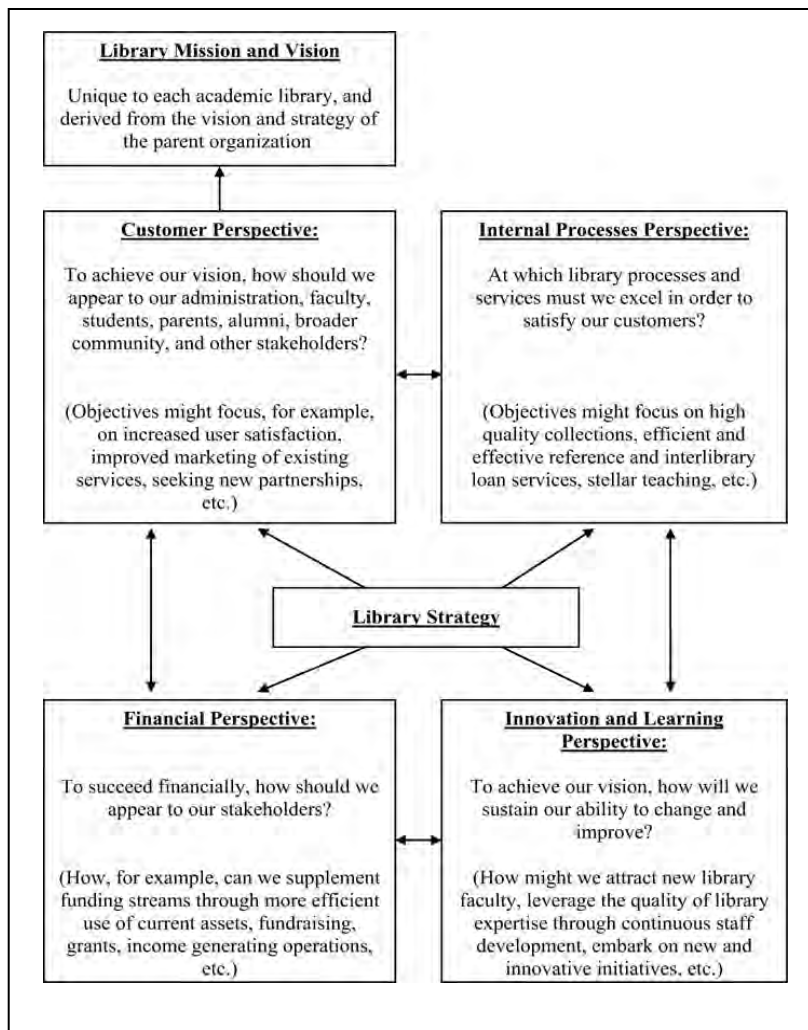 Library Mission and Vision
Unique to each academic library, and
derived from the vision and strategy of
the parent organization
Customer Perspective:
To achieve our vision, how should we
appear to our administration, faculty,
students, parents, alumni, broader
community, and other stakeholders?
(Objectives might focus, for example,
on increased user satisfaction,
improved marketing of existing
services, seeking new partnerships,
etc.)
Internal Processes Perspective:
At which library processes and
services must we excel in order to
satisfy our customers?
(Objectives might focus on high
quality collections, efficient and
effective reference and interlibrary
loan services, stellar teaching, etc.)
Library Strategy
Financial Perspective:
To succeed financially, how should we
appear to our stakeholders?
(How, for example, can we supplement
funding streams through more efficient
use of current assets, fundraising,
grants, income generating operations,
etc.)
Innovation and Learning
Perspective:
To achieve our vision, how will we
sustain our ability to change and
improve?
(How might we attract new library
faculty, leverage the quality of library
expertise through continuous staff
development, embark on new and
innovative initiatives, etc.)